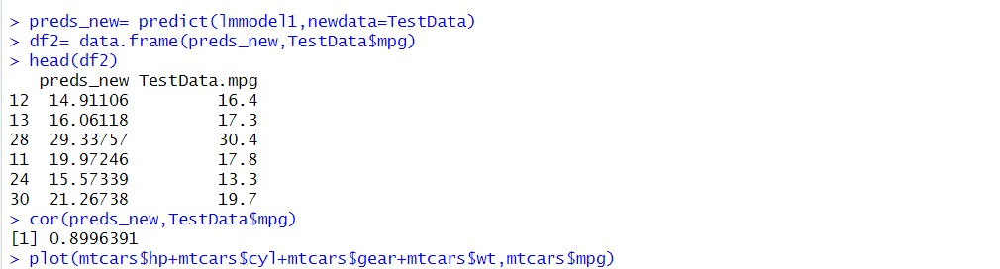 > preds_new= predict(lmmodel1,newdata=TestData)
> df2= data.frame(preds_new,TestData$mpg)
> head(df2)
   preds_new TestData.mpg
12  14.91106         16.4
13  16.06118         17.3
28  29.33757         30.4
11  19.97246         17.8
24  15.57339         13.3
30  21.26738         19.7
> cor(preds_new,TestData$mpg)
[1] 0.8996391
> plot(mtcars$hp+mtcars$cyl+mtcars$gear+mtcars$wt,mtcars$mpg)